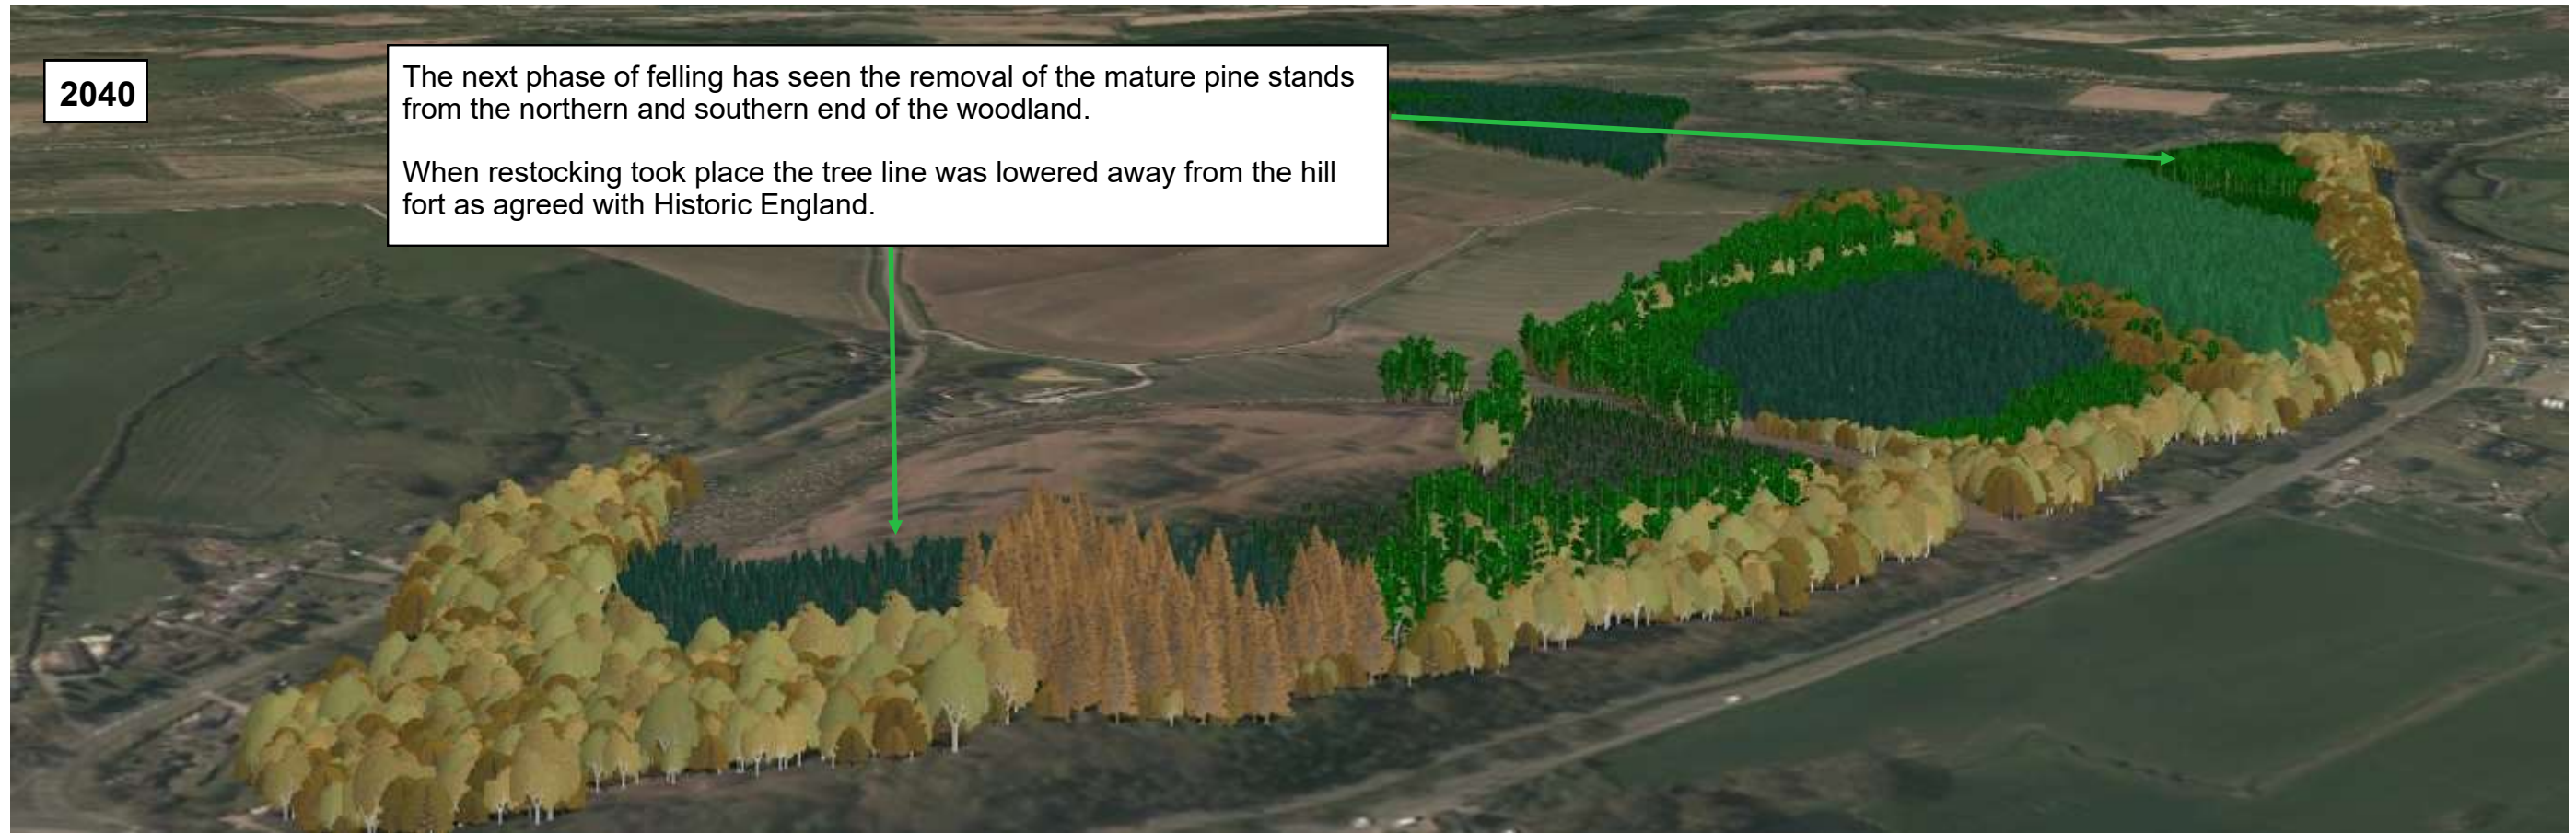 2040
The next phase of felling has seen the removal of the mature pine stands
from the northern and southern end of the woodland.
When restocking took place the tree line was lowered away from the hill
fort as agreed with Historic England.